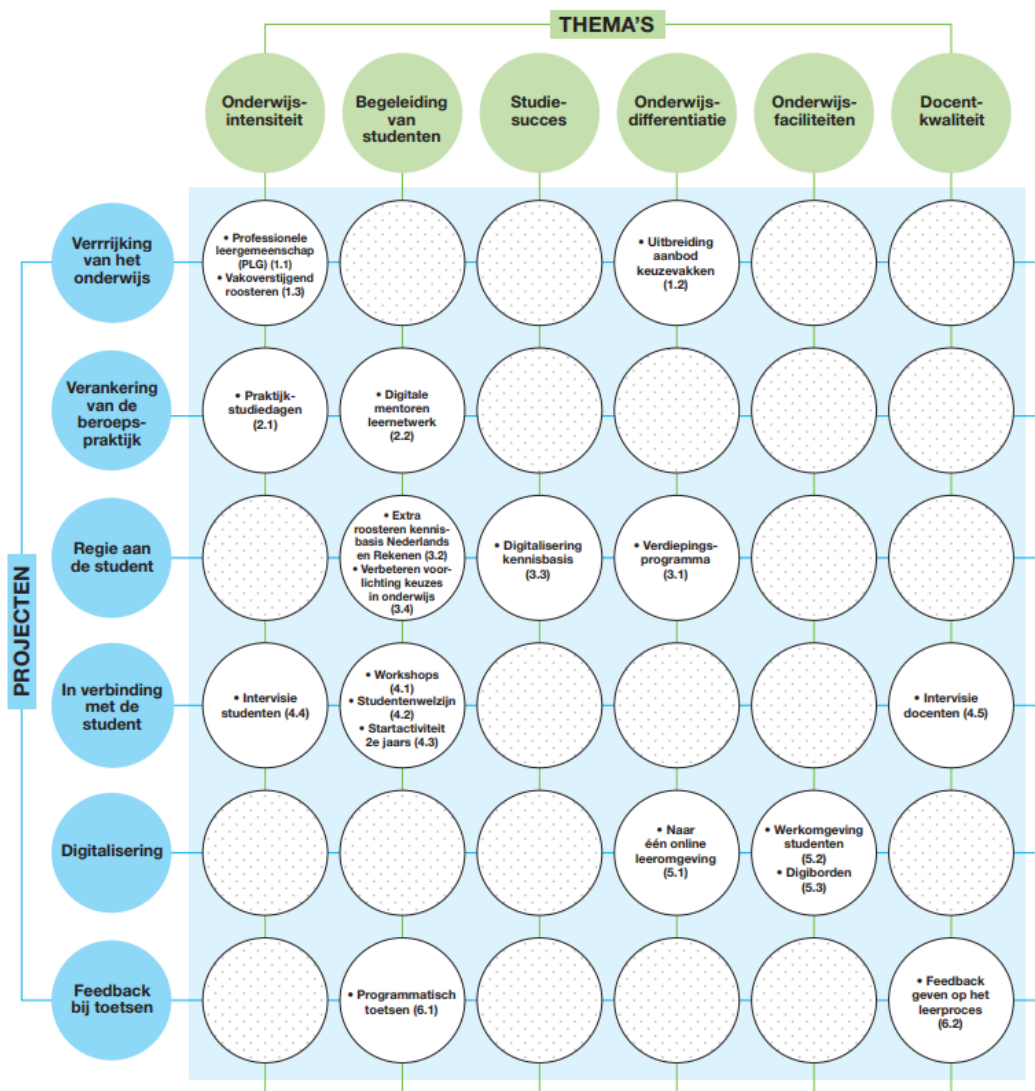 THEMA'S
Onderwijs-
intensiteit
Begeleiding
van
studenten
Studie-
succes
Onderwijs-
differentiatie
Onderwijs-
faciliteiten
Docent-
kwaliteit
PROJECTEN
Verrrijking
van het
onderwijs
• Professionele
leergemeenschap
(PLG) (1.1)
• Vakoverstijgend
roosteren (1.3)
• Uitbreiding
aanbod
keuzevakken
(1.2)
Verankering
van de
beroeps-
praktijk
• Praktijk-
studiedagen
(2.1)
• Digitale
mentoren
leernetwerk
(2.2)
Regie aan
de student
• Extra
roosteren kennis-
basis Nederlands
en Rekenen (3.2)
• Verbeteren voor-
lichting keuzes
in onderwijs
(3.4)
• Digitalisering
kennisbasis
(3.3)
• Verdiepings-
programma
(3.1)
In verbinding
met de
student
• Intervisie
studenten (4.4)
• Workshops
(4.1)
• Studentenwelzijn
(4.2)
• Startactiviteit
2e jaars (4.3)
• Intervisie
docenten (4.5)
Digitalisering
• Naar
één online
leeromgeving
(5.1)
• Werkomgeving
studenten
(5.2)
• Digiborden
(5.3)
Feedback
bij toetsen
• Programmatisch
toetsen (6.1)
• Feedback
geven op het
leerproces
(6.2)